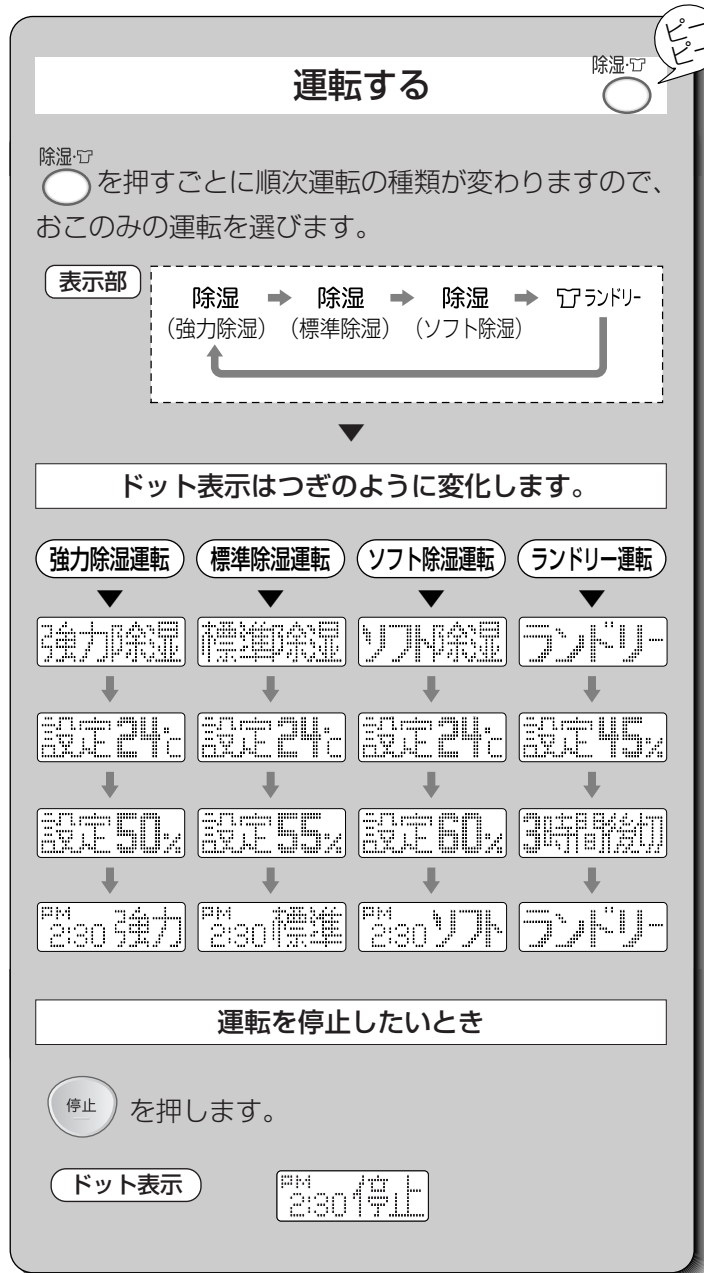 ピー
ピー
運転する
除湿・
除湿・
を押すごとに順次運転の種類が変わりますので、
おこのみの運転を選びます。
表示部
除湿 ➡ 除湿 ➡ 除湿 ➡ ランドリー
(強力除湿) (標準除湿) (ソフト除湿)
ドット表示はつぎのように変化します。
強力除湿運転 標準除湿運転 ソフト除湿運転 ランドリー運転
強力除湿 標準除湿 ソフト除湿 ランドリー
設定24℃ 設定24℃ 設定24℃ 設定45%
設定50% 設定55% 設定60% 3時間後切
PM 2:30 強力 PM 2:30 標準 PM 2:30 ソフト ランドリー
運転を停止したいとき
停止 を押します。
ドット表示 PM 2:30 停止